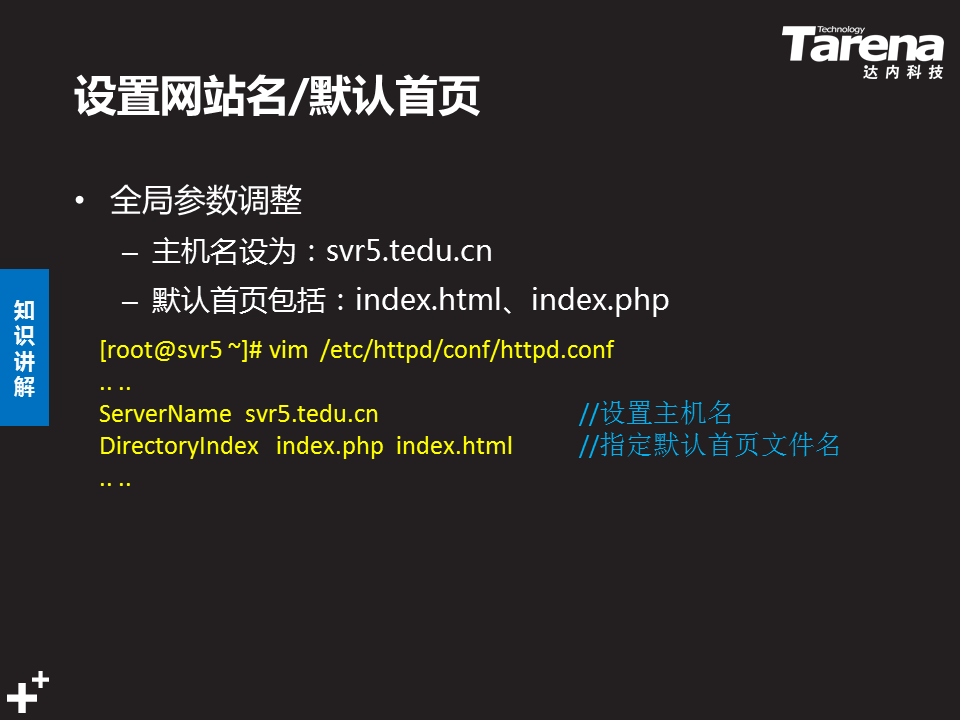 Technology
Tarena
达内科技
设置网站名/默认首页
• 全局参数调整
– 主机名设为：svr5.tedu.cn
– 默认首页包括：index.html、index.php
知识讲解
[root@svr5 ~]# vim  /etc/httpd/conf/httpd.conf
.. ..
ServerName  svr5.tedu.cn //设置主机名
DirectoryIndex  index.php  index.html //指定默认首页文件名
.. ..